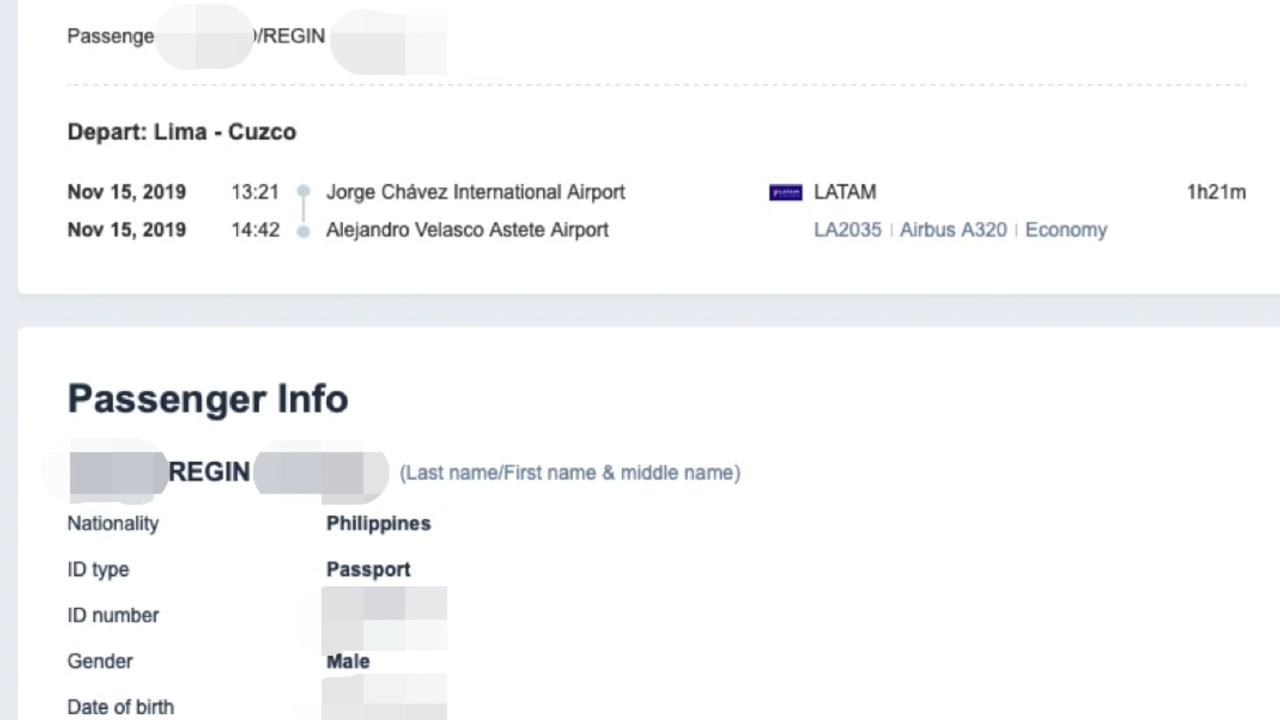 Passenge /REGIN
Depart: Lima - Cuzco
Nov 15, 2019 13:21 Jorge Chávez International Airport LATAM 1h21m
Nov 15, 2019 14:42 Alejandro Velasco Astete Airport LA2035 | Airbus A320 | Economy
Passenger Info
REGIN (Last name/First name & middle name)
Nationality Philippines
ID type Passport
ID number
Gender Male
Date of birth